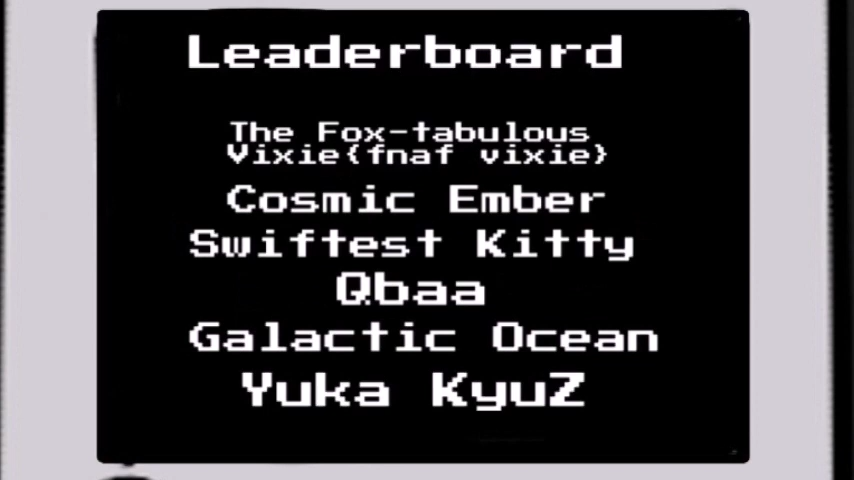 Leaderboard
The Fox-tabulous
Vixie{fnaf vixie}
Cosmic Ember
Swiftest Kitty
Qbaa
Galactic Ocean
Yuka KyuZ